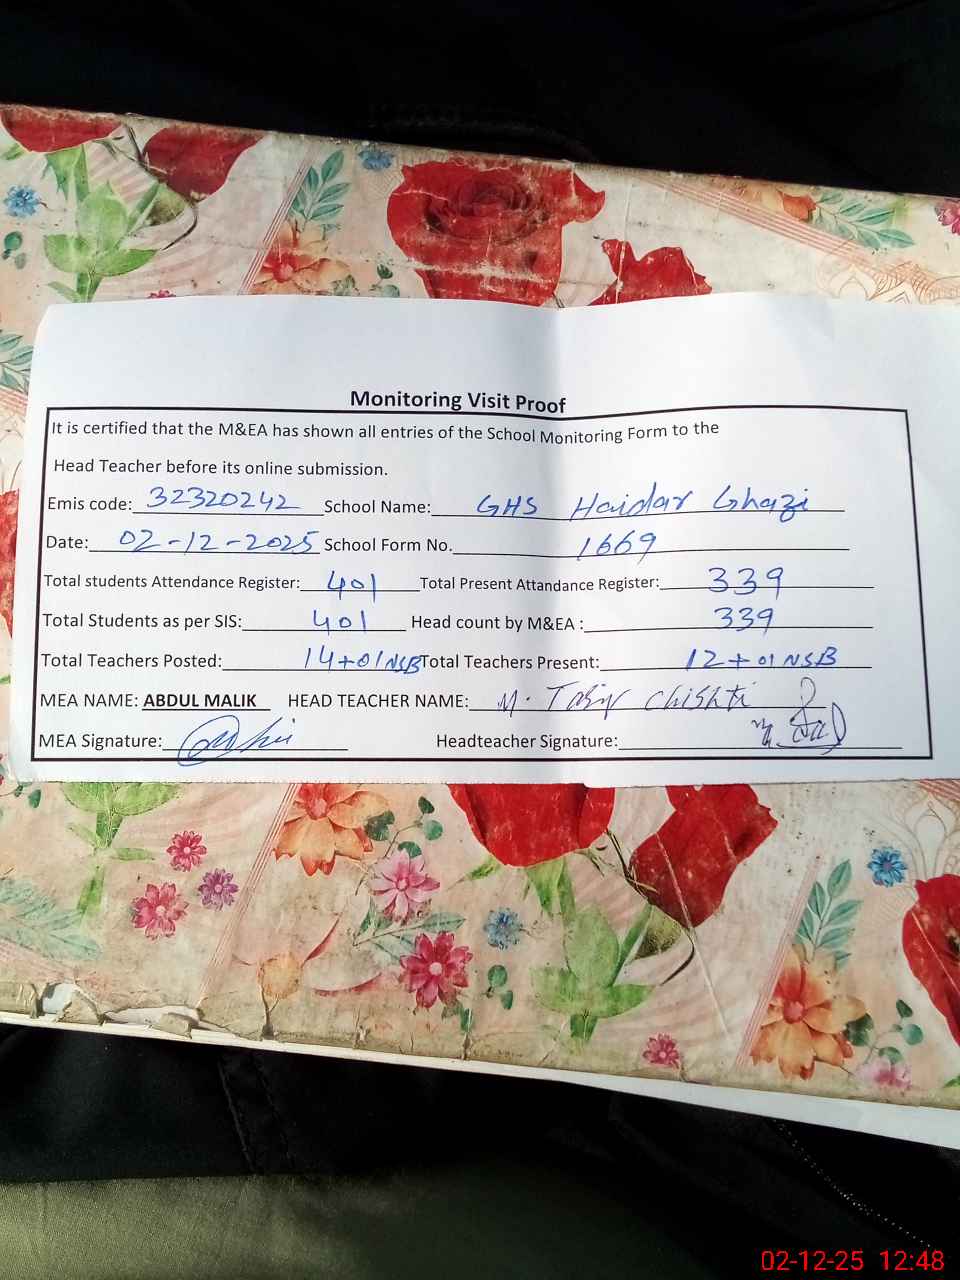 Monitoring Visit Proof
It is certified that the M&EA has shown all entries of the School Monitoring Form to the
Head Teacher before its online submission.
Emis code: 32320242 School Name: GHS Haidar Ghazi
Date: 02-12-2025 School Form No. 1669
Total students Attendance Register: 401 Total Present Attandance Register: 339
Total Students as per SIS: 401 Head count by M&EA : 339
Total Teachers Posted: 14+01NSB Total Teachers Present: 12+01NSB
MEA NAME: ABDUL MALIK HEAD TEACHER NAME: M. Tahir Chishti
MEA Signature: Headteacher Signature:
02-12-25 12:48